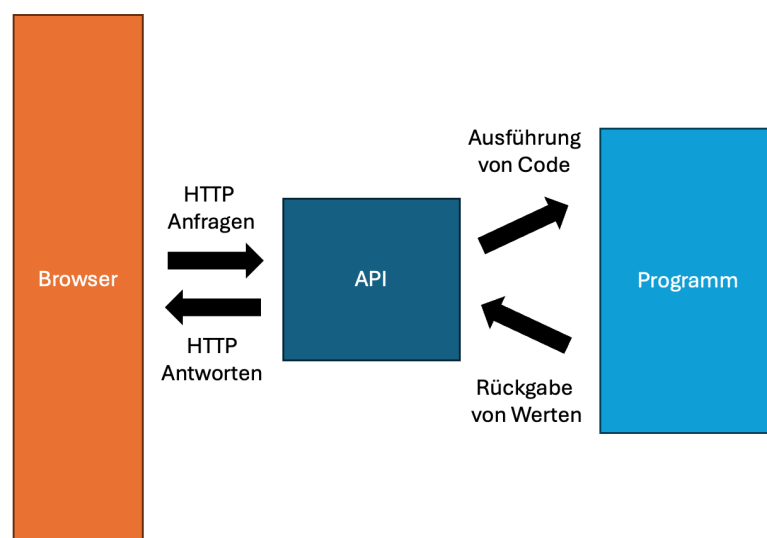 Browser
HTTP
Anfragen
HTTP
Antworten
API
Ausführung
von Code
Rückgabe
von Werten
Programm